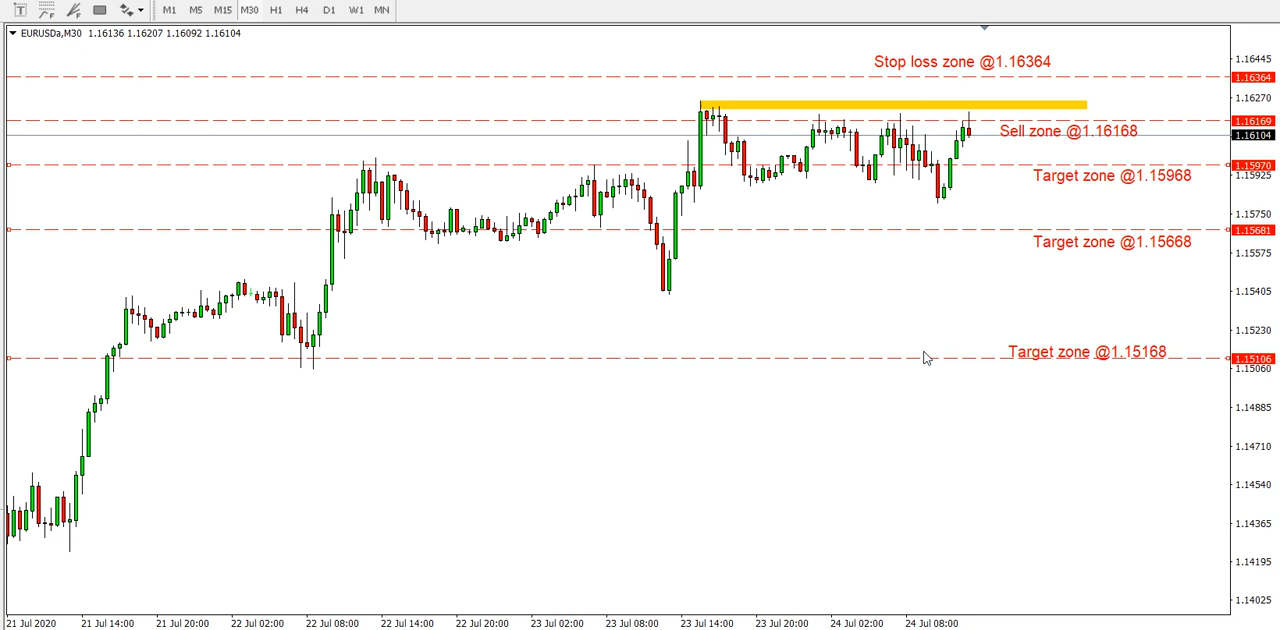 T F F M1 M5 M15 M30 H1 H4 D1 W1 MN
EURUSDa,M30 1.16136 1.16207 1.16092 1.16104
1.16445
Stop loss zone @1.16364
1.16364
1.16270
1.16169
Sell zone @1.16168
1.16104
1.15970
Target zone @1.15968
1.15925
1.15750
1.15681
Target zone @1.15668
1.15575
1.15405
1.15230
Target zone @1.15168
1.15106
1.15060
1.14885
1.14710
1.14540
1.14365
1.14195
1.14025
21 Jul 2020 21 Jul 14:00 21 Jul 20:00 22 Jul 02:00 22 Jul 08:00 22 Jul 14:00 22 Jul 20:00 23 Jul 02:00 23 Jul 08:00 23 Jul 14:00 23 Jul 20:00 24 Jul 02:00 24 Jul 08:00